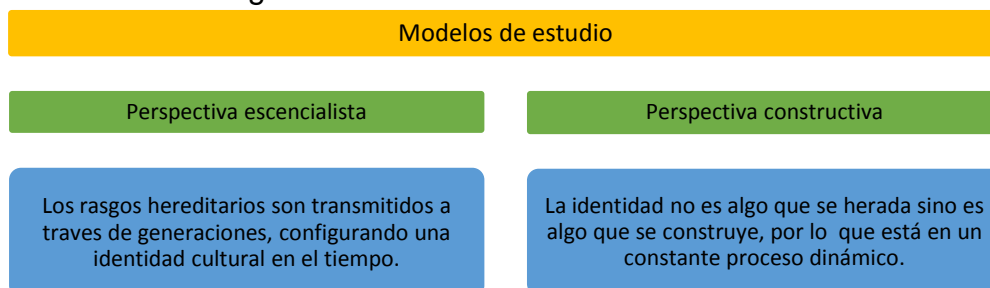 Modelos de estudio
Perspectiva escencialista
Perspectiva constructiva
Los rasgos hereditarios son transmitidos a
traves de generaciones, configurando una
identidad cultural en el tiempo.
La identidad no es algo que se herada sino es
algo que se construye, por lo que está en un
constante proceso dinámico.